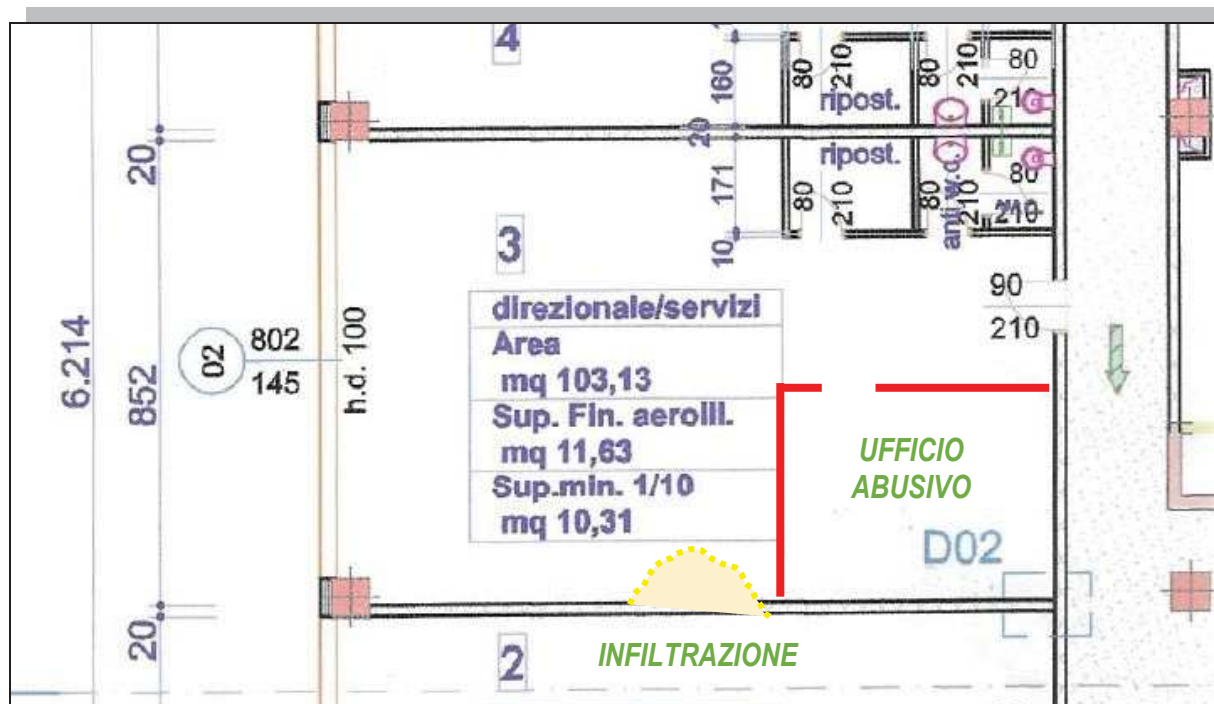 4
160
80
210
80
210
80
210
ripost.
20
20
ripost.
171
80
210
80
210
anti w.c.
80
210
10
3
90
210
direzionale/servizi
Area
mq 103,13
Sup. Fin. aeroill.
mq 11,63
Sup.min. 1/10
mq 10,31
6.214
852
02
802
145
h.d. 100
UFFICIO
ABUSIVO
D02
20
2
INFILTRAZIONE